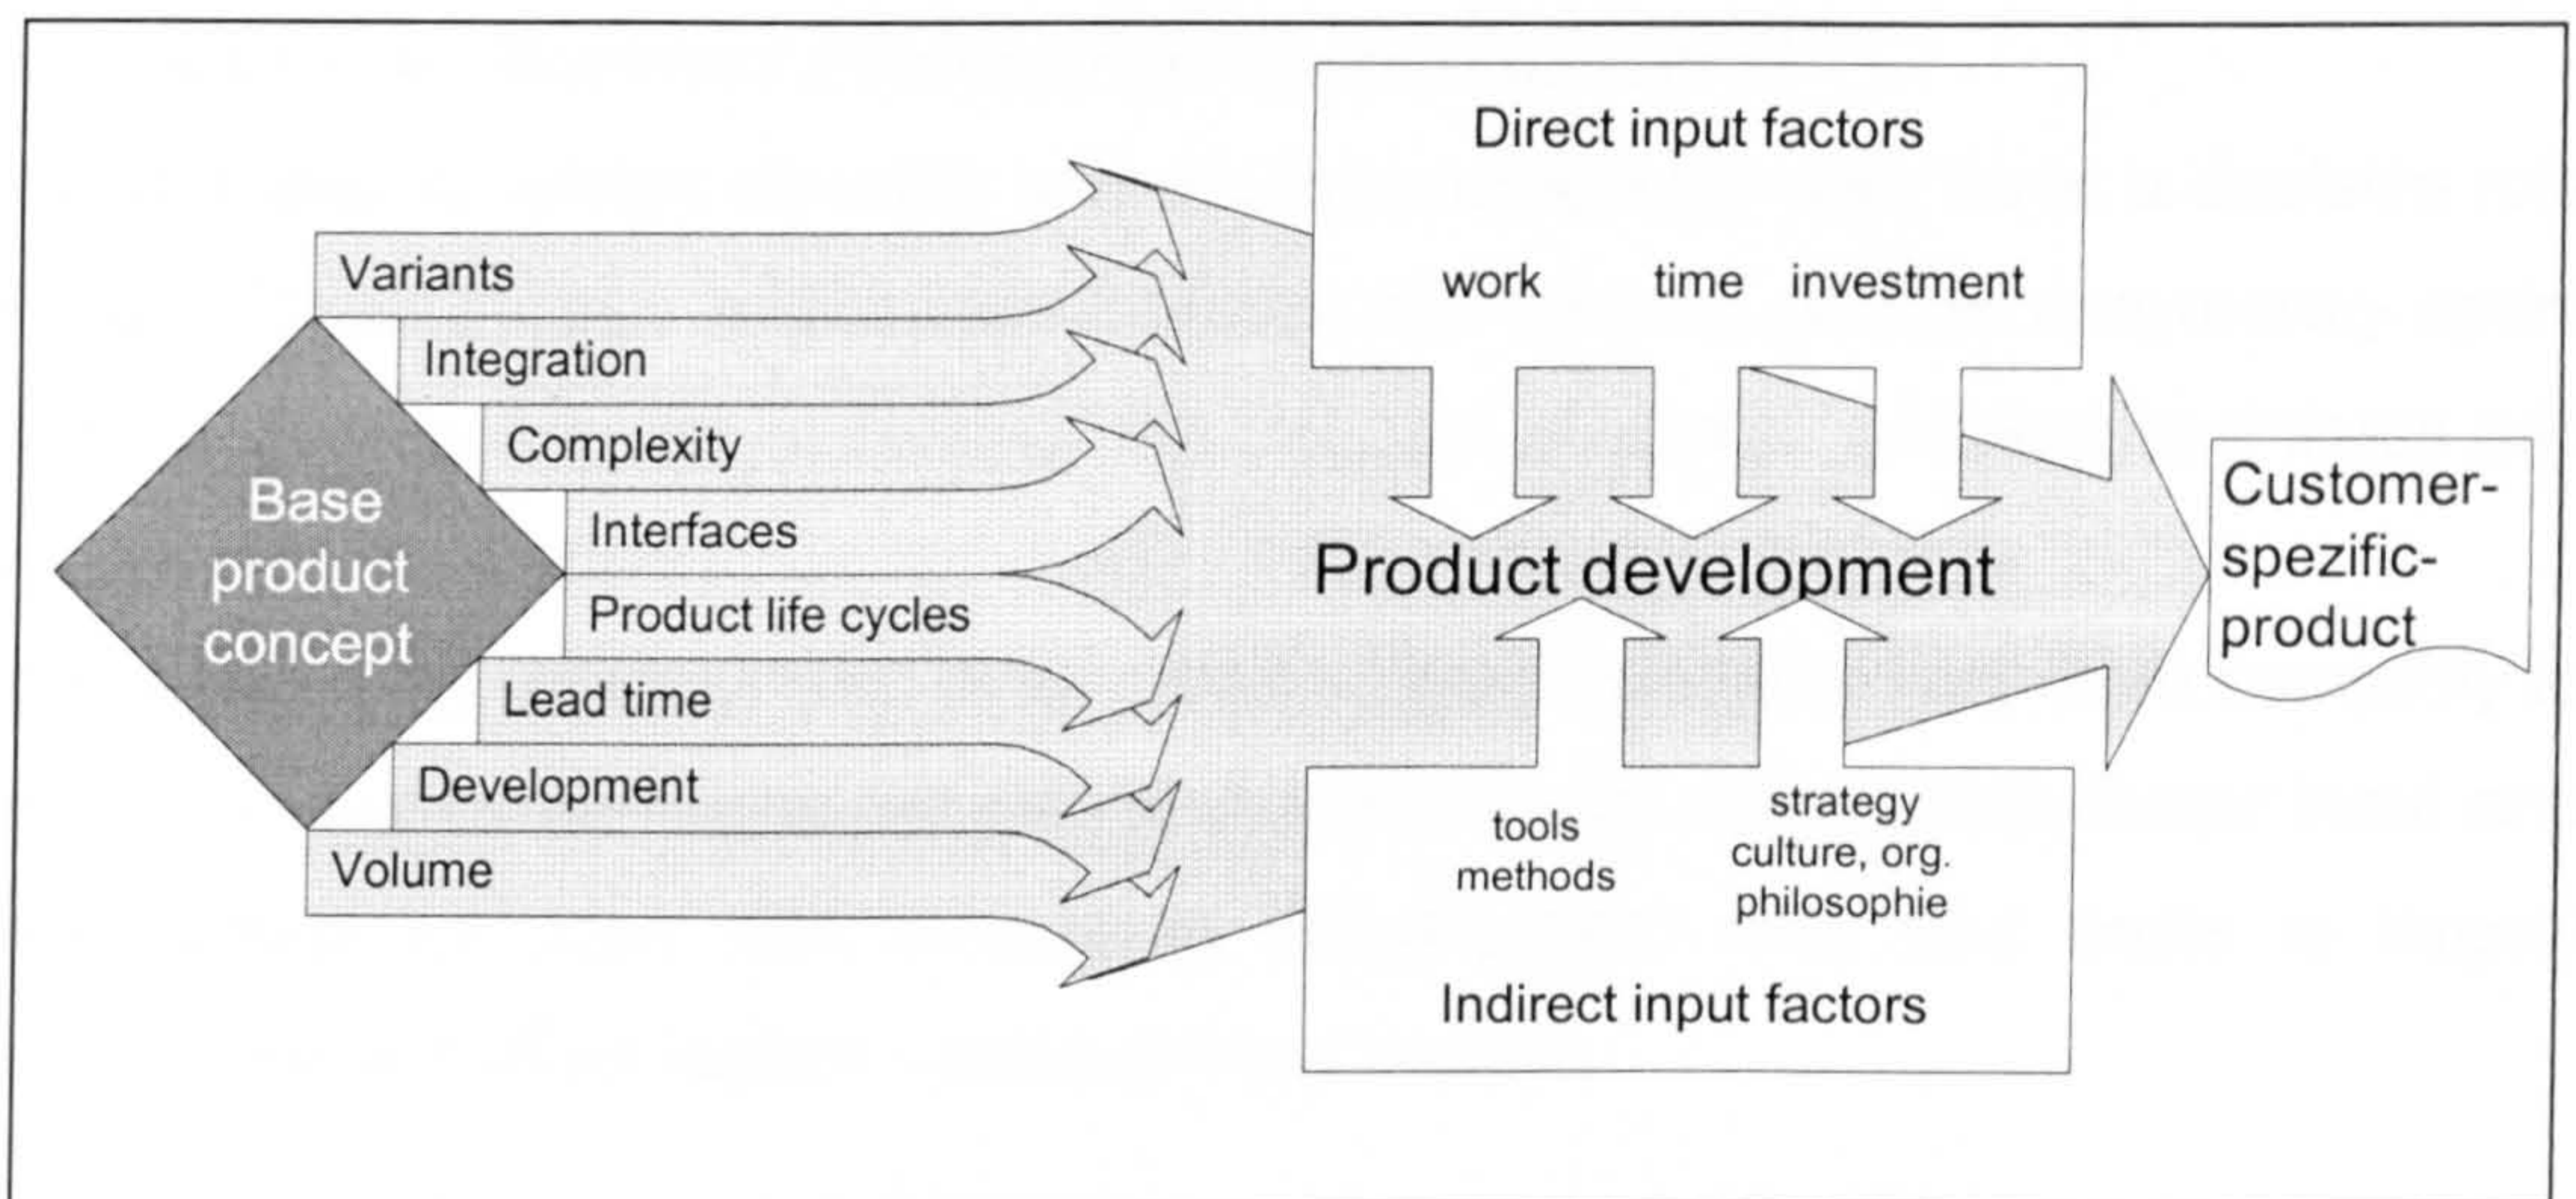 Base
product
concept
Variants
Integration
Complexity
Interfaces
Product life cycles
Lead time
Development
Volume
Direct input factors
work time investment
Product development
tools
methods
strategy
culture, org.
philosophie
Indirect input factors
Customer-
spezific-
product